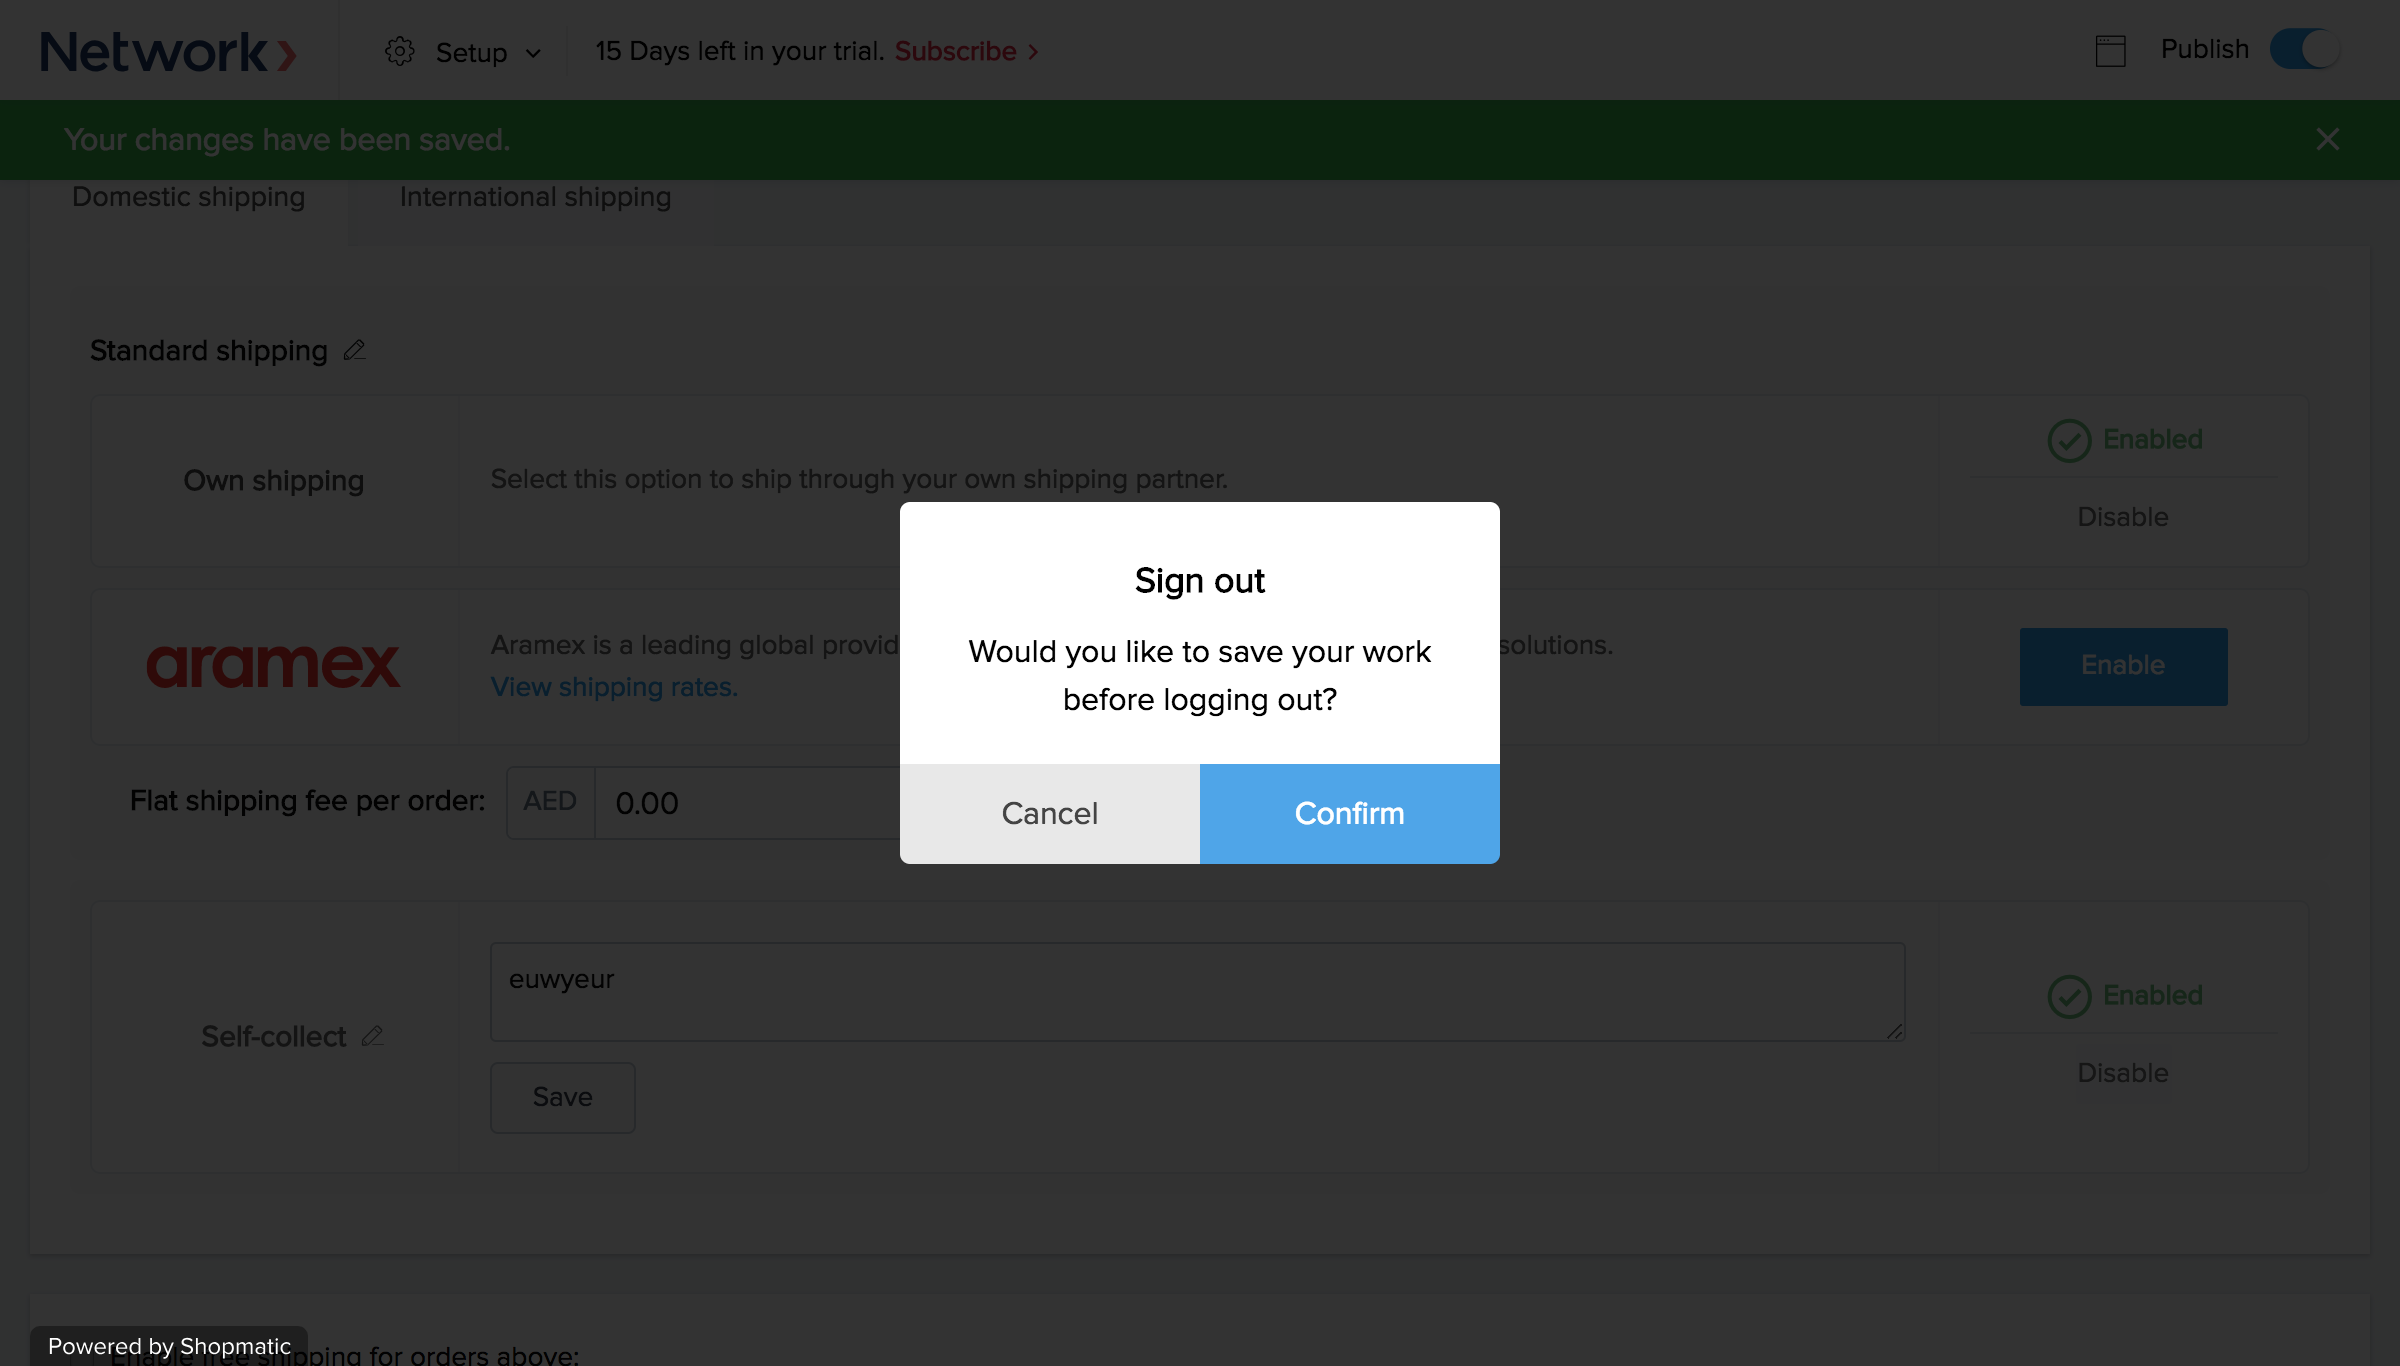 Network
Setup
15 Days left in your trial. Subscribe
Publish
Your changes have been saved.
Domestic shipping
International shipping
Standard shipping
Own shipping
Select this option to ship through your own shipping partner.
Enabled
Disable
aramex
Aramex is a leading global provid
solutions.
View shipping rates.
Enable
Sign out
Would you like to save your work
before logging out?
Cancel
Confirm
Flat shipping fee per order:
AED
0.00
Self-collect
euwyeur
Save
Enabled
Disable
Powered by Shopmatic
Enable free shipping for orders above: